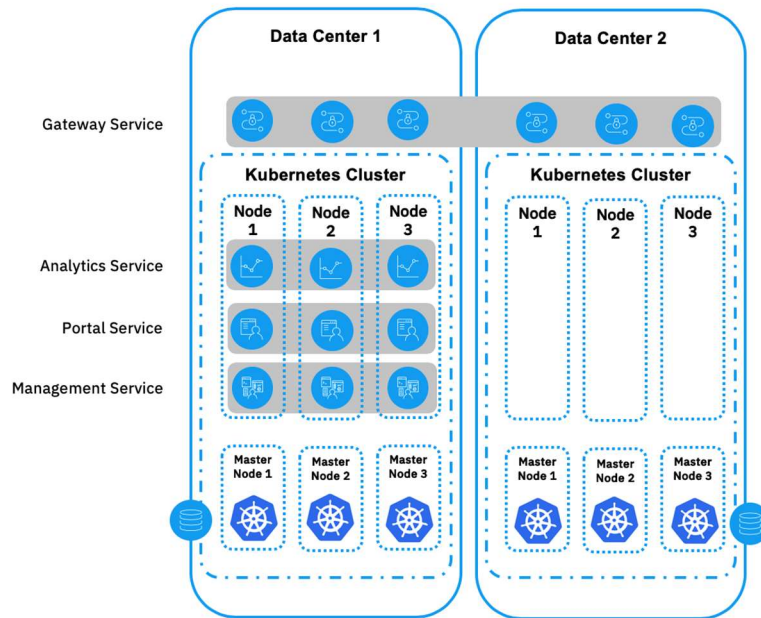 Data Center 1
Data Center 2
Gateway Service
Kubernetes Cluster
Kubernetes Cluster
Node
1
Node
2
Node
3
Node
1
Node
2
Node
3
Analytics Service
Portal Service
Management Service
Master
Node 1
Master
Node 2
Master
Node 3
Master
Node 1
Master
Node 2
Master
Node 3